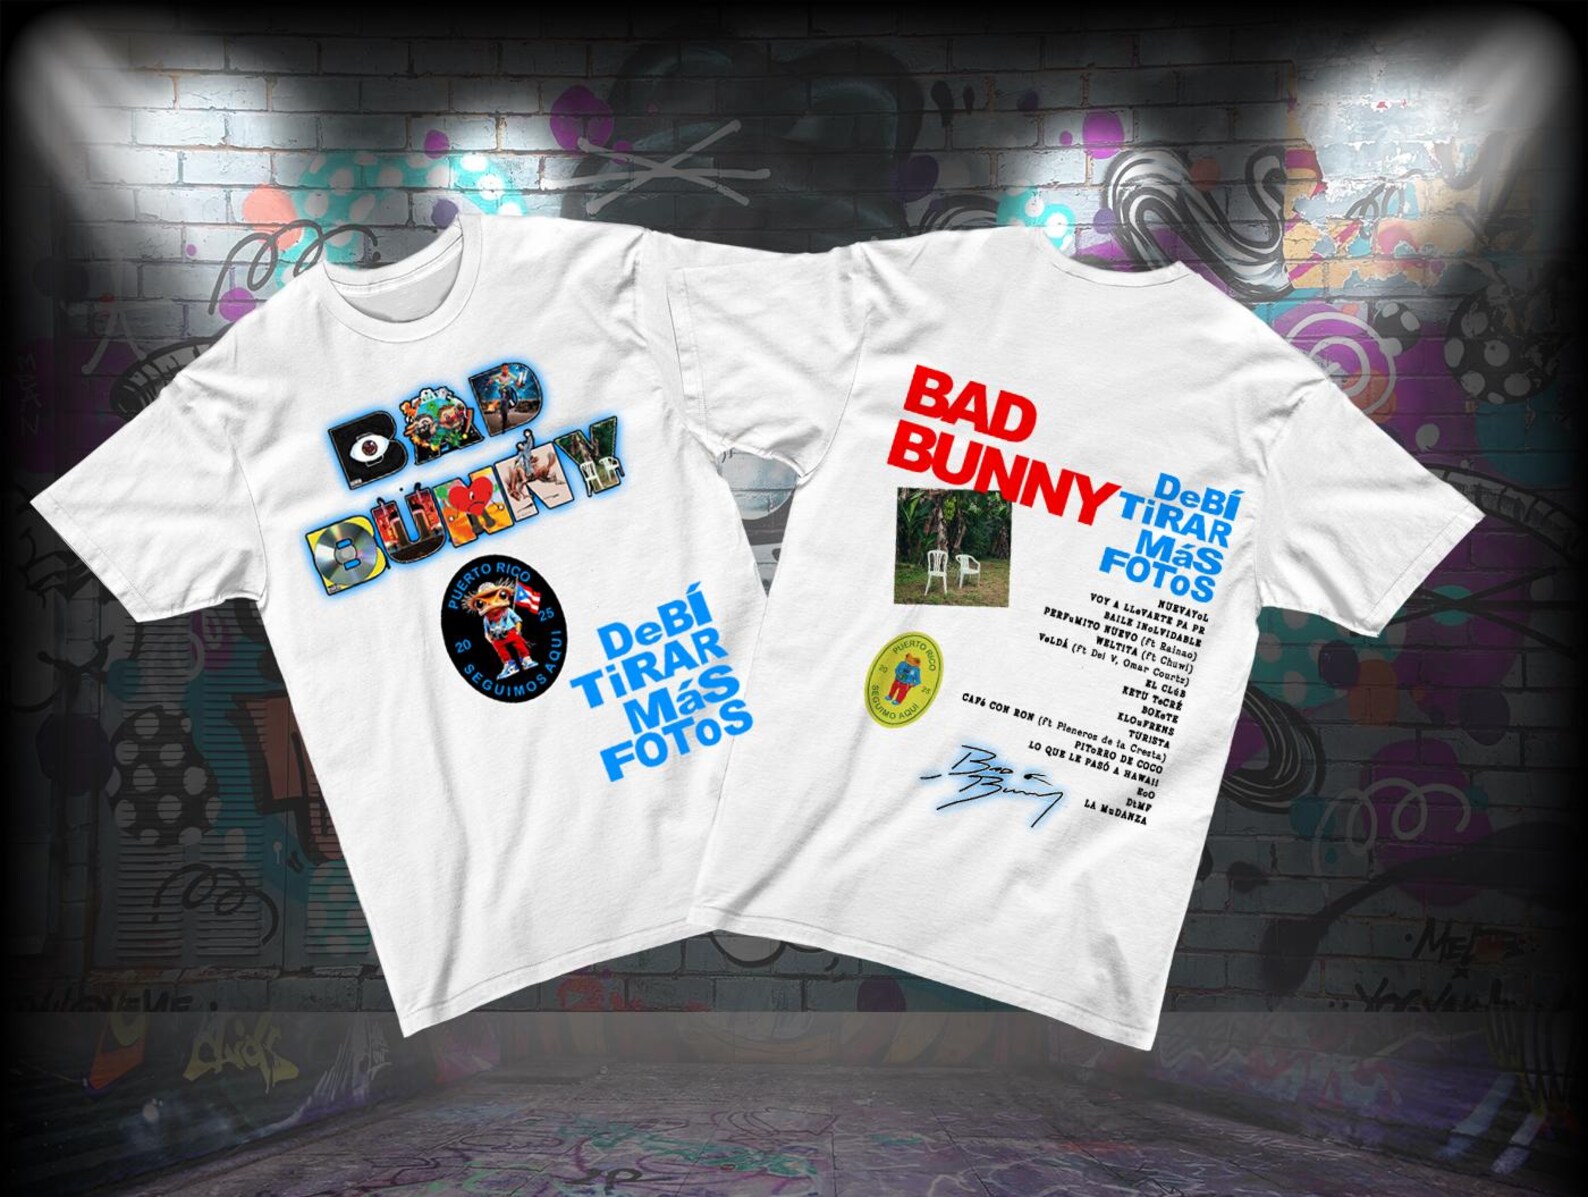 BAD
BUNNY
PUERTO RICO
20 25
SEGUIMOS AQUI
DeBÍ
TiRAR
MáS
FOToS
BAD
BUNNY
DeBÍ
TiRAR
MáS
FOToS
PUERTO RICO
20 25
SEGUIMO AQUI
NUEVAYoL
VOY A LLeVARTE PA PR
BAILE INoLVIDABLE
PERFuMITO NUEVO (ft Rainao)
WELTITA (ft Chuwi)
VeLDÁ (ft Dei V, Omar Courtz)
EL CLúB
KETU TeCRÉ
BOKeTE
KLOuFRENS
TURISTA
CAFé CON RON (ft Pleneros de la Cresta)
PIToRRO DE COCO
LO QUE LE PASÓ A HAWAii
EoO
DtMF
LA MuDANZA
Bad
Bunny